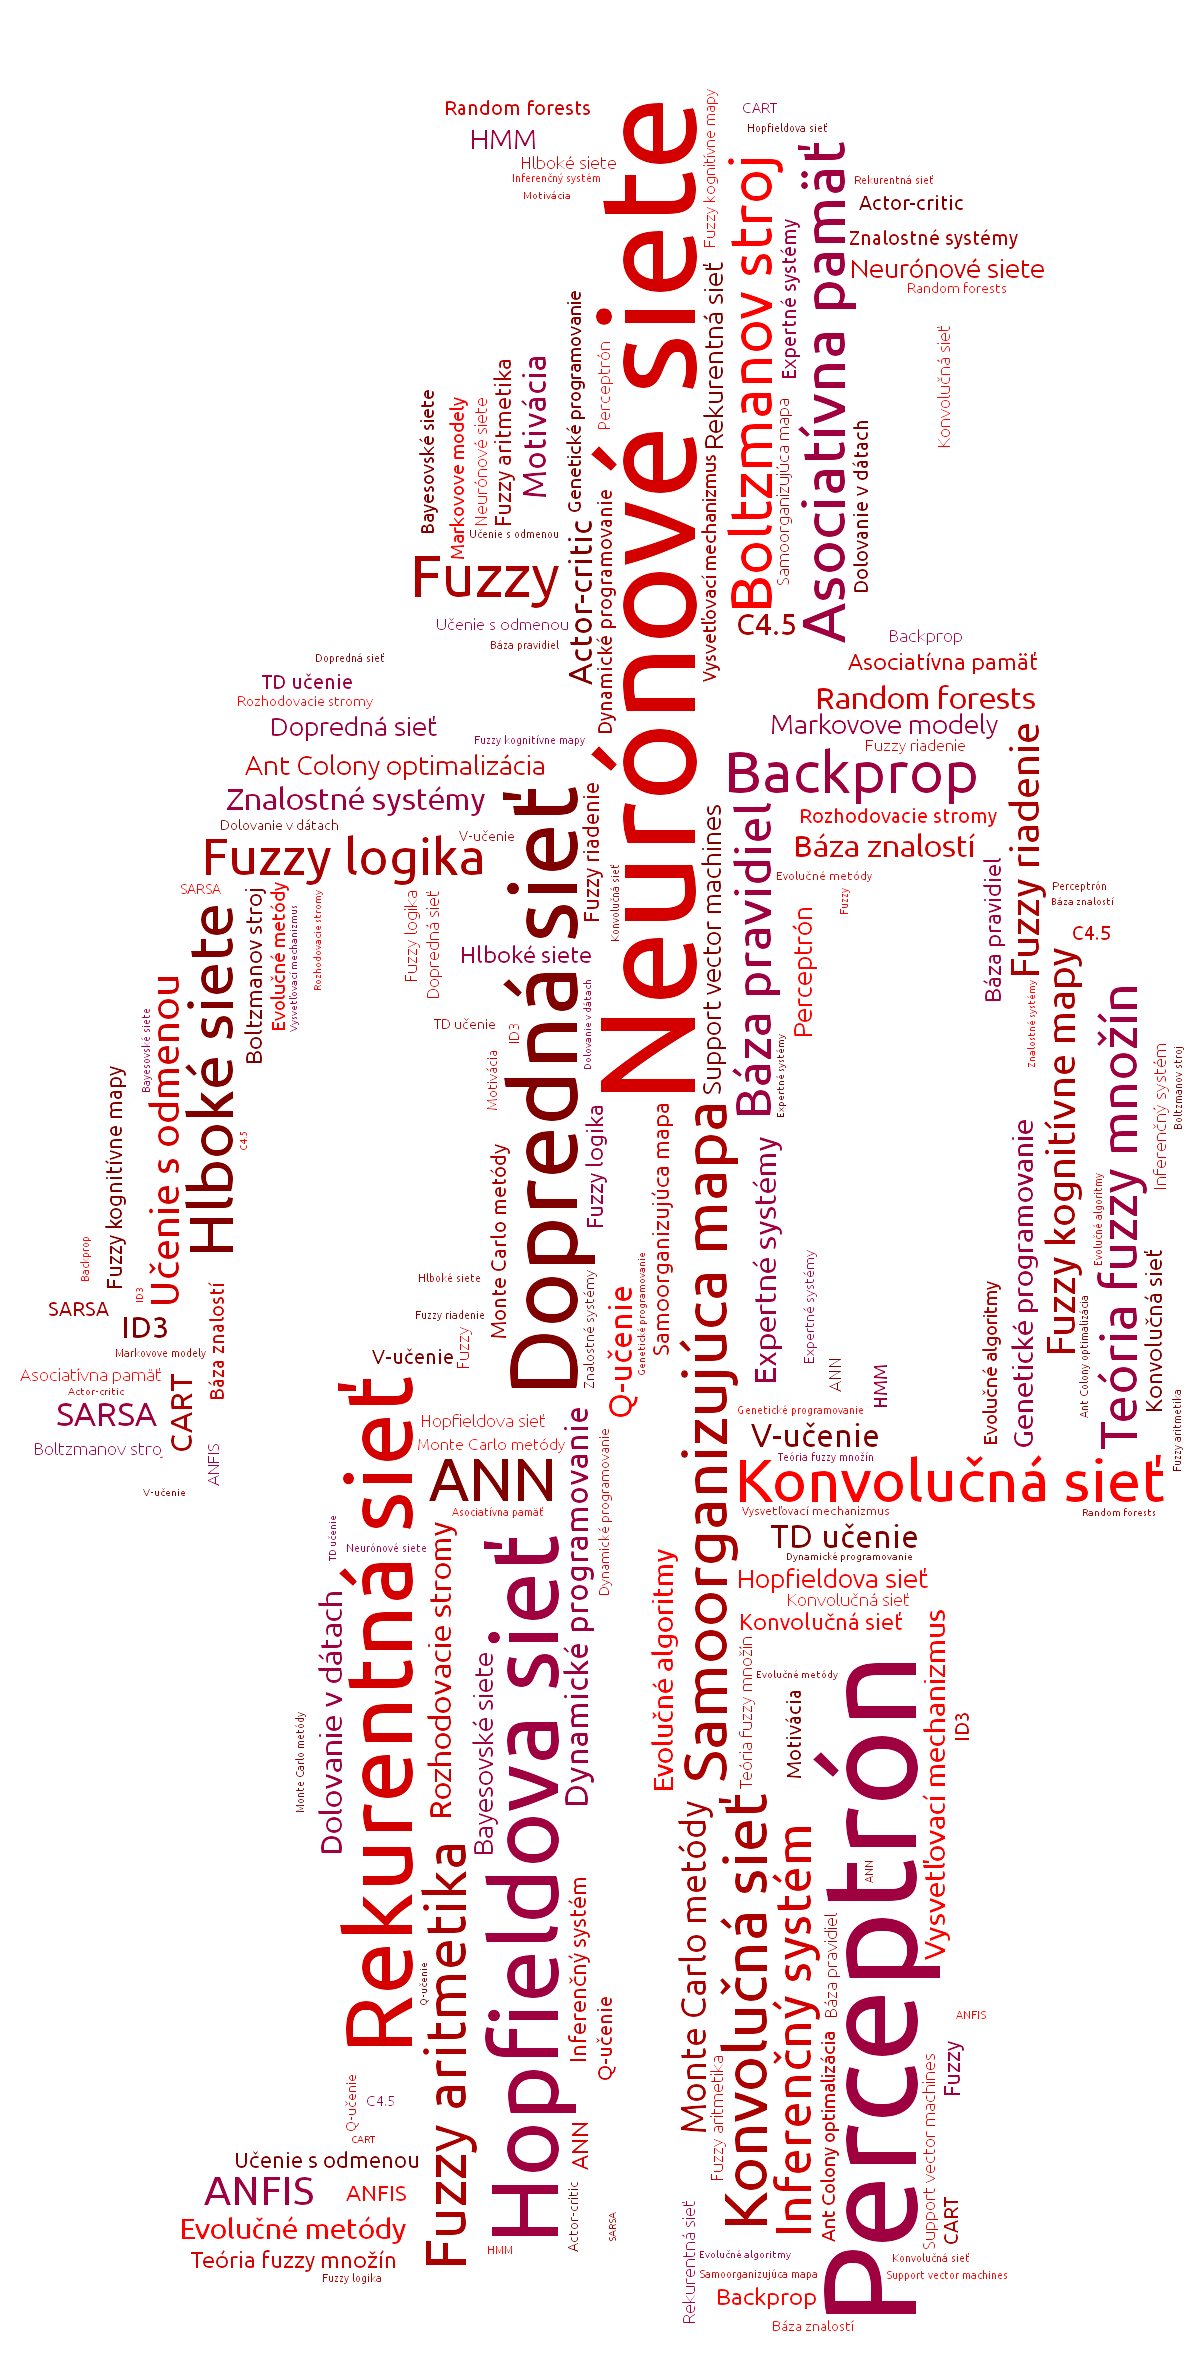 Random forests
HMM
Hlboké siete
Inferenčný systém
Motivácia
Neurónové siete
Fuzzy kognitívne mapy
CART
Hopfieldova sieť
Boltzmanov stroj
Asociatívna pamäť
Rekurentná sieť
Actor-critic
Znalostné systémy
Neurónové siete
Random forests
Expertné systémy
Rekurentná sieť
Konvolučná sieť
Genetické programovanie
Perceptrón
Motivácia
Fuzzy aritmetika
Bayesovské siete
Markovove modely
Neurónové siete
Samoorganizujúca mapa
Dolovanie v dátach
Vysvetľovací mechanizmus
Dynamické programovanie
Učenie s odmenou
Actor-critic
Fuzzy
Učenie s odmenou
Báza pravidiel
C4.5
Backprop
Asociatívna pamäť
Random forests
Markovove modely
Fuzzy riadenie
Backprop
Fuzzy riadenie
Dopredná sieť
TD učenie
Rozhodovacie stromy
Dopredná sieť
Fuzzy kognitívne mapy
Ant Colony optimalizácia
Znalostné systémy
Dolovanie v dátach
V-učenie
Fuzzy logika
Dopredná sieť
Fuzzy riadenie
Konvolučná sieť
Support vector machines
Báza pravidiel
Rozhodovacie stromy
Báza znalostí
Evolučné metódy
Fuzzy
Perceptrón
Báza pravidiel
Perceptrón
Báza znalostí
C4.5
SARSA
Hlboké siete
Boltzmanov stroj
Evolučné metódy
Vysvetľovací mechanizmus
Rozhodovacie stromy
Fuzzy logika
Dopredná sieť
Hlboké siete
TD učenie
ID3
Motivácia
Dolovanie v dátach
Expertné systémy
Znalostné systémy
Fuzzy kognitívne mapy
Teória fuzzy množín
Inferenčný systém
Boltzmanov stroj
Učenie s odmenou
Bayesovské siete
Fuzzy kognitívne mapy
C4.5
Backprop
ID3
SARSA
ID3
Markovove modely
Báza znalostí
Asociatívna pamäť
Actor-critic
SARSA
CART
Boltzmanov stroj
ANFIS
V-učenie
Monte Carlo metódy
Fuzzy logika
Samoorganizujúca mapa
Samoorganizujúca mapa
Expertné systémy
Expertné systémy
Genetické programovanie
Q-učenie
Znalostné systémy
Hlboké siete
Fuzzy riadenie
Fuzzy
V-učenie
ANN
HMM
Genetické programovanie
Evolučné algoritmy
Evolučné algoritmy
Ant Colony optimalizácia
Konvolučná sieť
Fuzzy aritmetika
Genetické programovanie
V-učenie
Teória fuzzy množín
Konvolučná sieť
Vysvetľovací mechanizmus
Random forests
TD učenie
Dynamické programovanie
Hopfieldova sieť
Konvolučná sieť
Konvolučná sieť
Rekurentná sieť
Hopfieldova sieť
Monte Carlo metódy
ANN
Asociatívna pamäť
Dynamické programovanie
Dynamické programovanie
TD učenie
Neurónové siete
Dolovanie v dátach
Rozhodovacie stromy
Hopfieldova sieť
Bayesovské siete
Monte Carlo metódy
Evolučné algoritmy
Teória fuzzy množín
Evolučné metódy
Motivácia
Perceptrón
Vysvetľovací mechanizmus
ID3
Monte Carlo metódy
Konvolučná sieť
Inferenčný systém
ANN
Báza pravidiel
Fuzzy aritmetika
Inferenčný systém
Q-učenie
Q-učenie
Q-učenie
C4.5
CART
Fuzzy aritmetika
Ant Colony optimalizácia
ANFIS
Fuzzy
Support vector machines
CART
Učenie s odmenou
ANFIS
ANFIS
Evolučné metódy
Teória fuzzy množín
Fuzzy logika
ANN
Actor-critic
SARSA
HMM
Rekurentná sieť
Evolučné algoritmy
Samoorganizujúca mapa
Backprop
Báza znalostí
Konvolučná sieť
Support vector machines